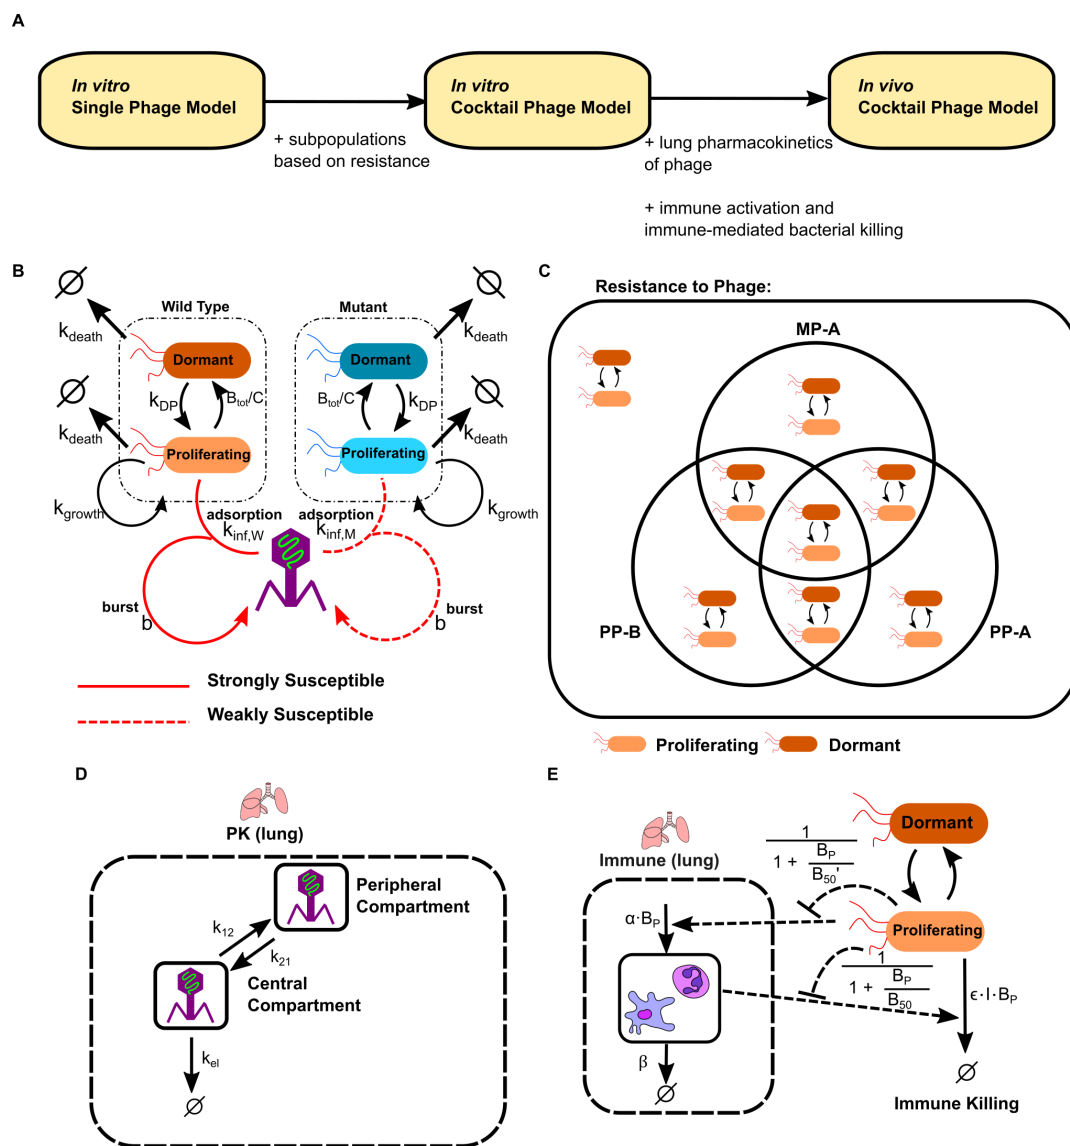 A
In vitro
Single Phage Model
In vitro
Cocktail Phage Model
In vivo
Cocktail Phage Model
+ subpopulations
based on resistance
+ lung pharmacokinetics
of phage
+ immune activation and
immune-mediated bacterial killing
B
Wild Type
Mutant
k_death
Dormant
Dormant
k_death
k_DP
B_tot/C
B_tot/C
k_DP
k_death
Proliferating
Proliferating
k_death
k_growth
k_growth
adsorption
k_inf,W
adsorption
k_inf,M
burst
b
burst
b
Strongly Susceptible
Weakly Susceptible
C
Resistance to Phage:
MP-A
PP-B
PP-A
Proliferating
Dormant
D
PK (lung)
Peripheral
Compartment
k_12
k_21
Central
Compartment
k_el
∅
E
Immune (lung)
Dormant
1
1 + B_P
B_50'
α·B_P
Proliferating
1
1 + B_P
B_50
ϵ·I·B_P
β
∅
∅
Immune Killing